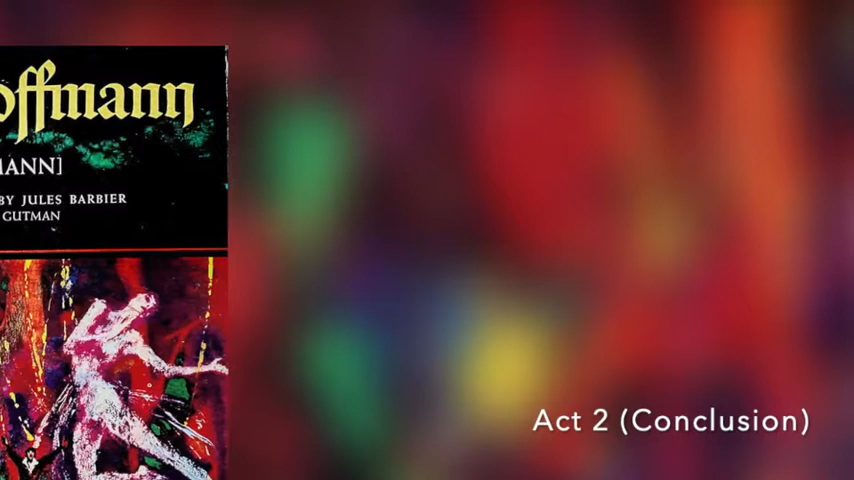 offmann
MANN]
BY JULES BARBIER
GUTMAN
Act 2 (Conclusion)